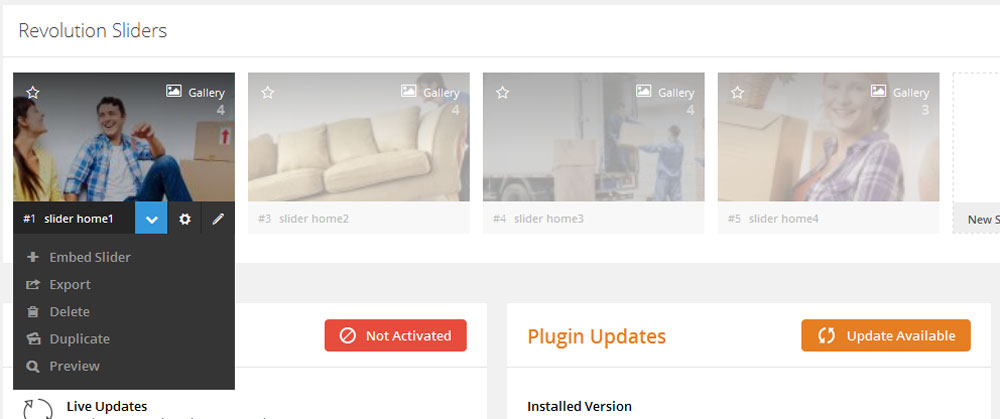 Revolution Sliders
Gallery
4
Gallery
4
Gallery
4
Gallery
3
#1 slider home1
#3 slider home2
#4 slider home3
#5 slider home4
New S
Embed Slider
Export
Delete
Duplicate
Preview
Not Activated
Plugin Updates
Update Available
Live Updates
Installed Version